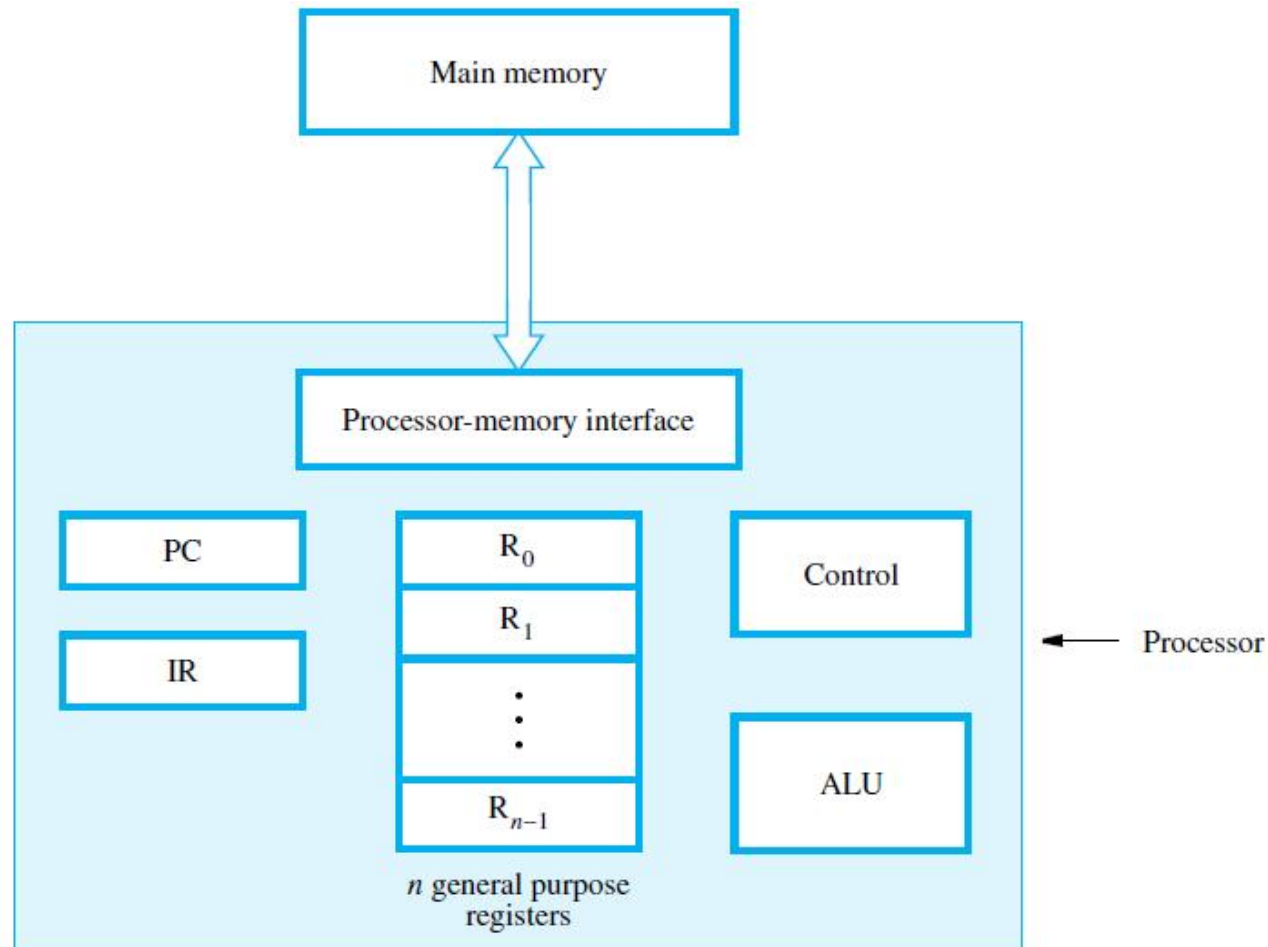 Main memory
Processor-memory interface
PC
IR
R0
R1
⋮
Rn−1
n general purpose
registers
Control
ALU
Processor